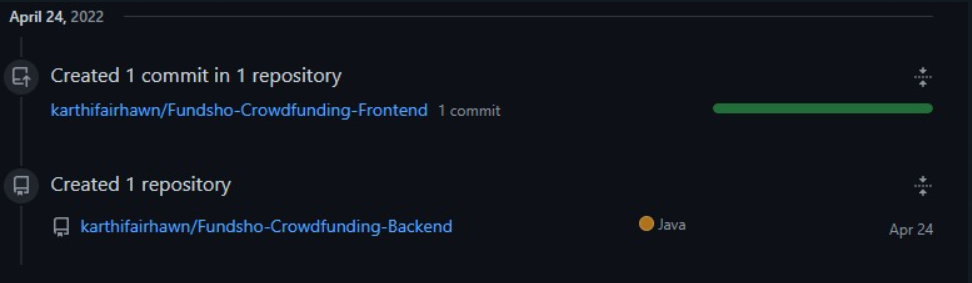 April 24, 2022
Created 1 commit in 1 repository
karthifairhawn/Fundsho-Crowdfunding-Frontend 1 commit
Created 1 repository
karthifairhawn/Fundsho-Crowdfunding-Backend Java Apr 24